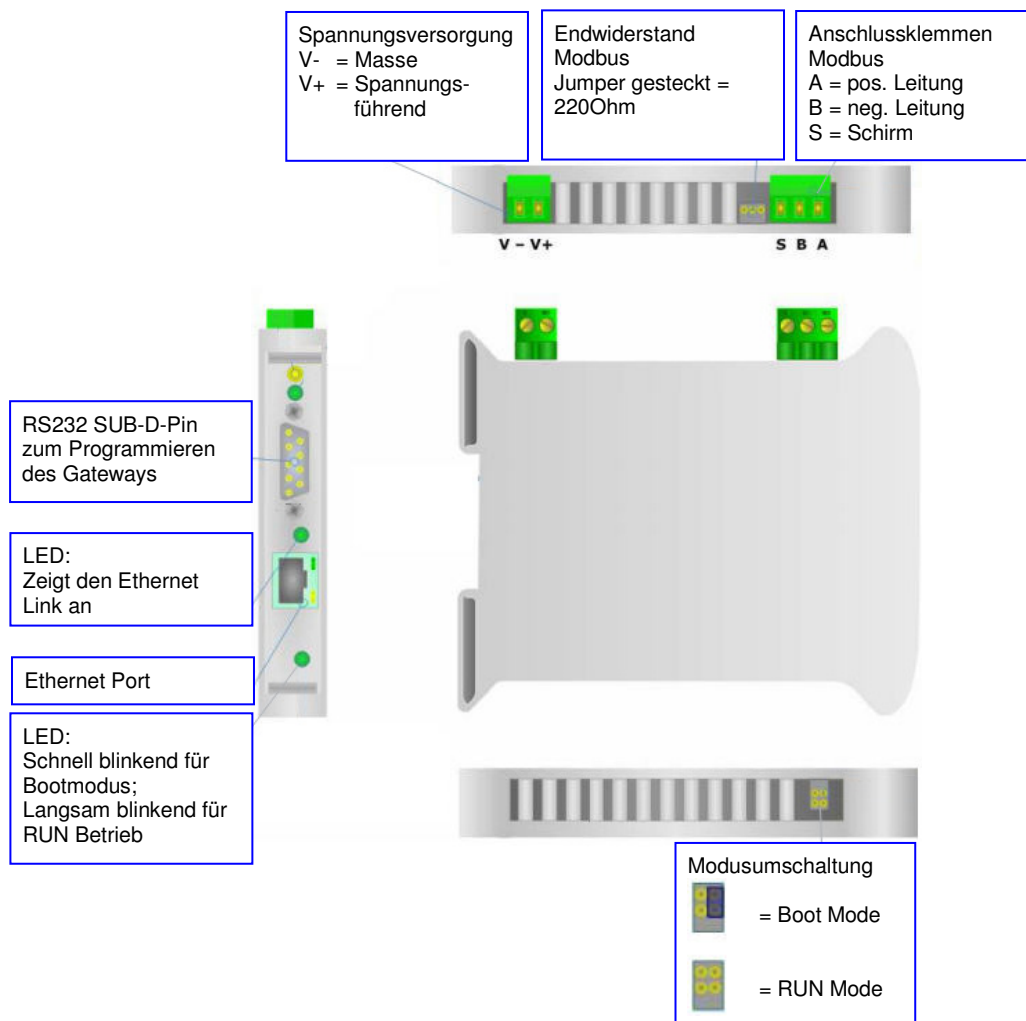 Spannungsversorgung
V- = Masse
V+ = Spannungs-
führend
Endwiderstand
Modbus
Jumper gesteckt =
220Ohm
Anschlussklemmen
Modbus
A = pos. Leitung
B = neg. Leitung
S = Schirm
V – V+
S B A
RS232 SUB-D-Pin
zum Programmieren
des Gateways
LED:
Zeigt den Ethernet
Link an
Ethernet Port
LED:
Schnell blinkend für
Bootmodus;
Langsam blinkend für
RUN Betrieb
Modusumschaltung
= Boot Mode
= RUN Mode